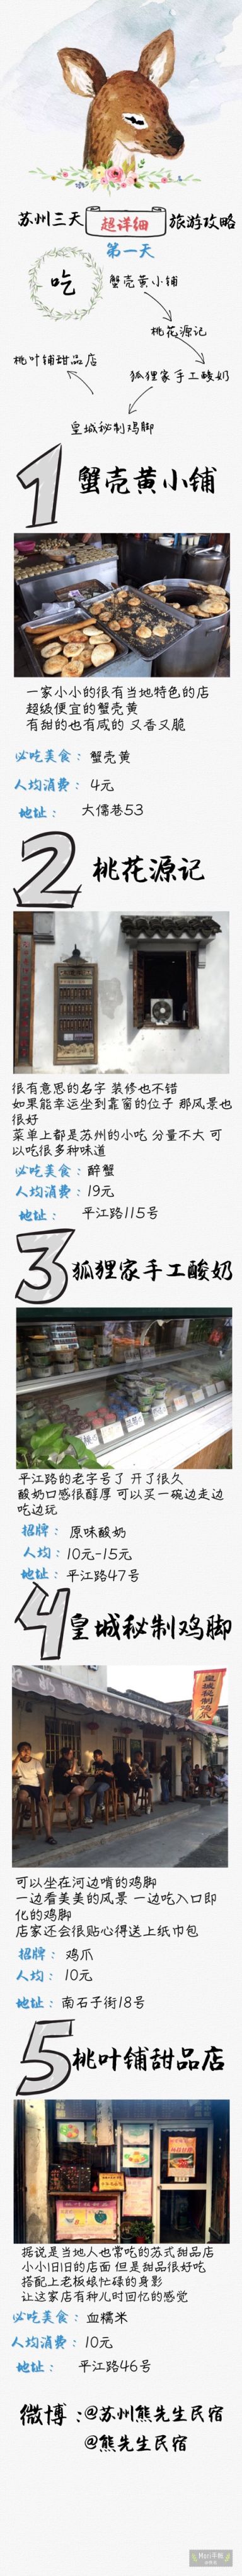 苏州三天 超详细 旅游攻略
第一天
吃
蟹壳黄小铺
桃花源记
桃叶铺甜品店
狐狸家手工酸奶
皇城秘制鸡脚
1 蟹壳黄小铺
一家小小的很有当地特色的店
超级便宜的蟹壳黄
有甜的也有咸的 又香又脆
必吃美食： 蟹壳黄
人均消费： 4元
地址： 大儒巷53
2 桃花源记
很有意思的名字 装修也不错
如果能幸运坐到靠窗的位子 那风景也
很好
菜单上都是苏州的小吃 分量不大 可
以吃很多种味道
必吃美食：醉蟹
人均消费：19元
地址： 平江路115号
3 狐狸家手工酸奶
平江路的老字号了 开了很久
酸奶口感很醇厚 可以买一碗边走边
吃边玩
招牌： 原味酸奶
人均：10元-15元
地址：平江路47号
4 皇城秘制鸡脚
皇城秘制鸡爪
可以坐在河边啃的鸡脚
一边看美美的风景 一边吃入口即
化的鸡脚
店家还会很贴心得送上纸巾包
招牌： 鸡爪
人均： 10元
地址： 南石子街18号
5 桃叶铺甜品店
据说是当地人也常吃的苏式甜品店
小小旧旧的店面 但是甜品很好吃
搭配上老板娘忙碌的身影
让这家店有种儿时回忆的感觉
必吃美食： 血糯米
人均消费：10元
地址： 平江路46号
微博：@苏州熊先生民宿
@熊先生民宿